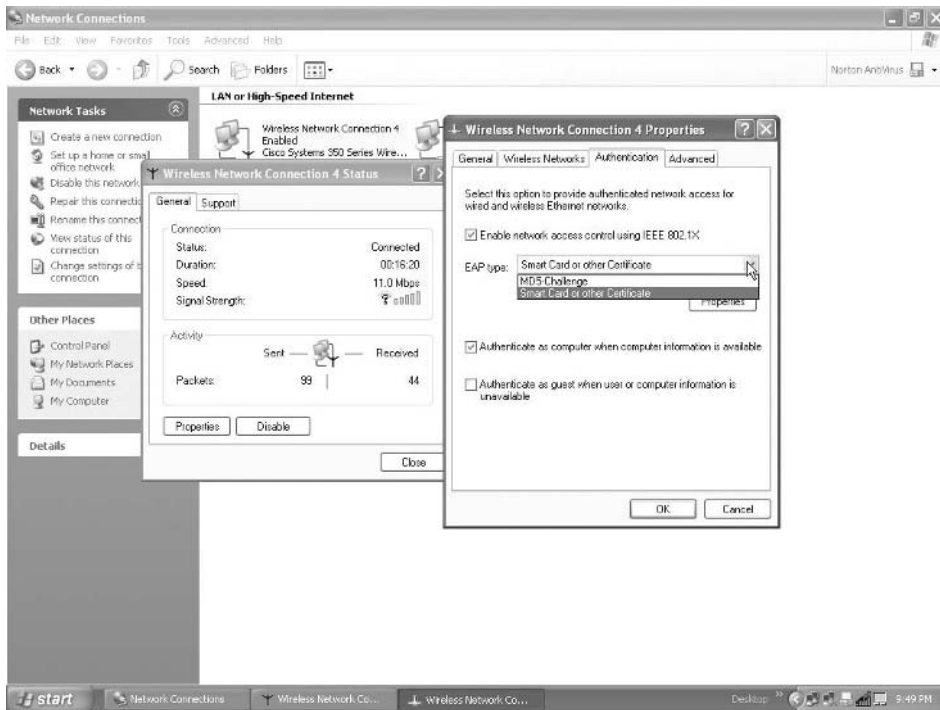 Network Connections
File Edit View Favorites Tools Advanced Help
Back Search Folders
Norton AntiVirus
Network Tasks
Create a new connection
Set up a home or small
office network
Disable this network
Repair this connectio
Rename this connect
View status of this
connection
Change settings of t
connection
Other Places
Control Panel
My Network Places
My Documents
My Computer
Details
LAN or High-Speed Internet
Wireless Network Connection 4
Enabled
Cisco Systems 350 Series Wire...
Wireless Network Connection 4 Status
General Support
Connection
Status: Connected
Duration: 00:16:20
Speed: 11.0 Mbps
Signal Strength:
Activity
Sent — — Received
Packets: 99 44
Properties Disable
Close
Wireless Network Connection 4 Properties
General Wireless Networks Authentication Advanced
Select this option to provide authenticated network access for
wired and wireless Ethernet networks.
Enable network access control using IEEE 802.1X
EAP type: Smart Card or other Certificate
MD5-Challenge
Smart Card or other Certificate
Properties
Authenticate as computer when computer information is available
Authenticate as guest when user or computer information is
unavailable
OK Cancel
start Network Connections Wireless Network Co... Wireless Network Co... Desktop 9:49 PM